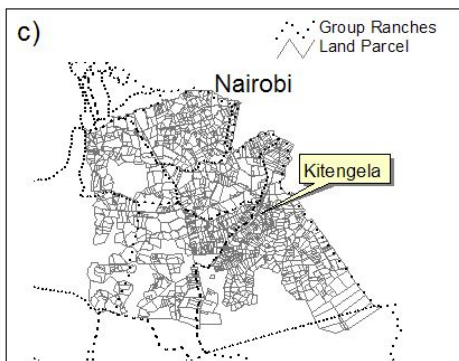 c)
Group Ranches
Land Parcel
Nairobi
Kitengela